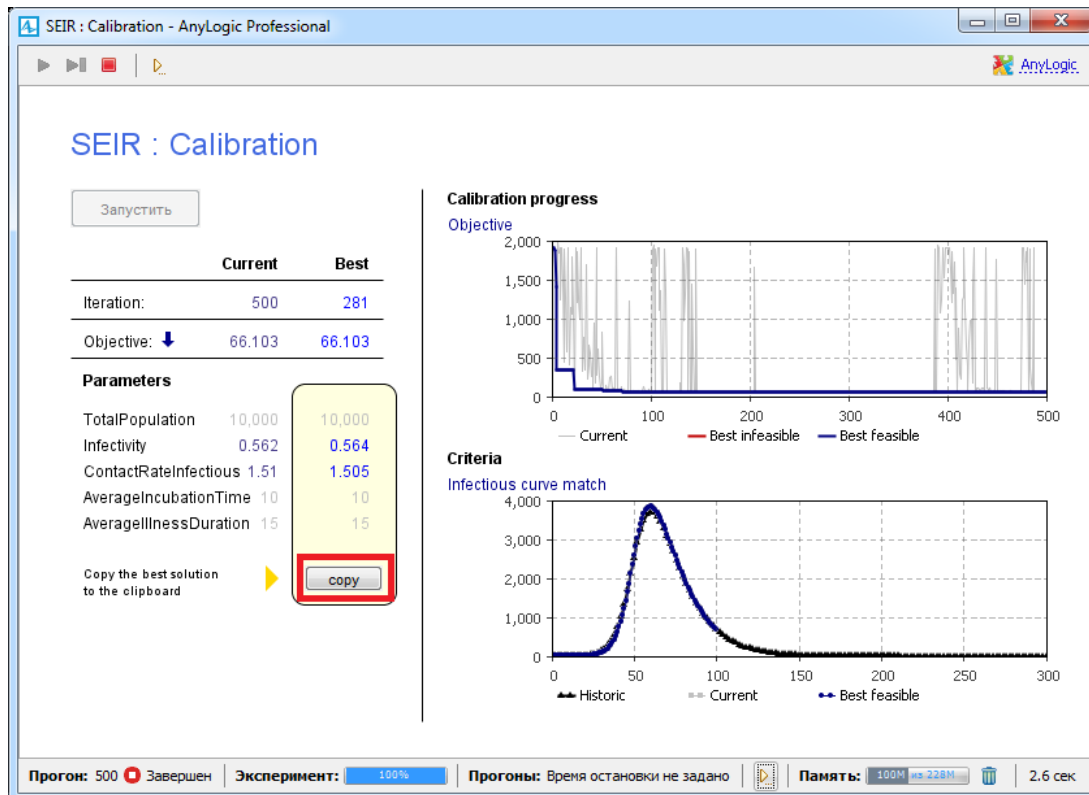 SEIR : Calibration - AnyLogic Professional
AnyLogic
SEIR : Calibration
Запустить
Current Best
Iteration: 500 281
Objective: 66.103 66.103
Parameters
TotalPopulation 10,000 10,000
Infectivity 0.562 0.564
ContactRateInfectious 1.51 1.505
AverageIncubationTime 10 10
AverageIllnessDuration 15 15
Copy the best solution
to the clipboard
copy
Calibration progress
Objective
2,000
1,500
1,000
500
0
0 100 200 300 400 500
Current Best infeasible Best feasible
Criteria
Infectious curve match
4,000
3,000
2,000
1,000
0
0 50 100 150 200 250 300
Historic Current Best feasible
Прогон: 500 Завершен Эксперимент: 100% Прогоны: Время остановки не задано Память: 100M из 228M 2.6 сек